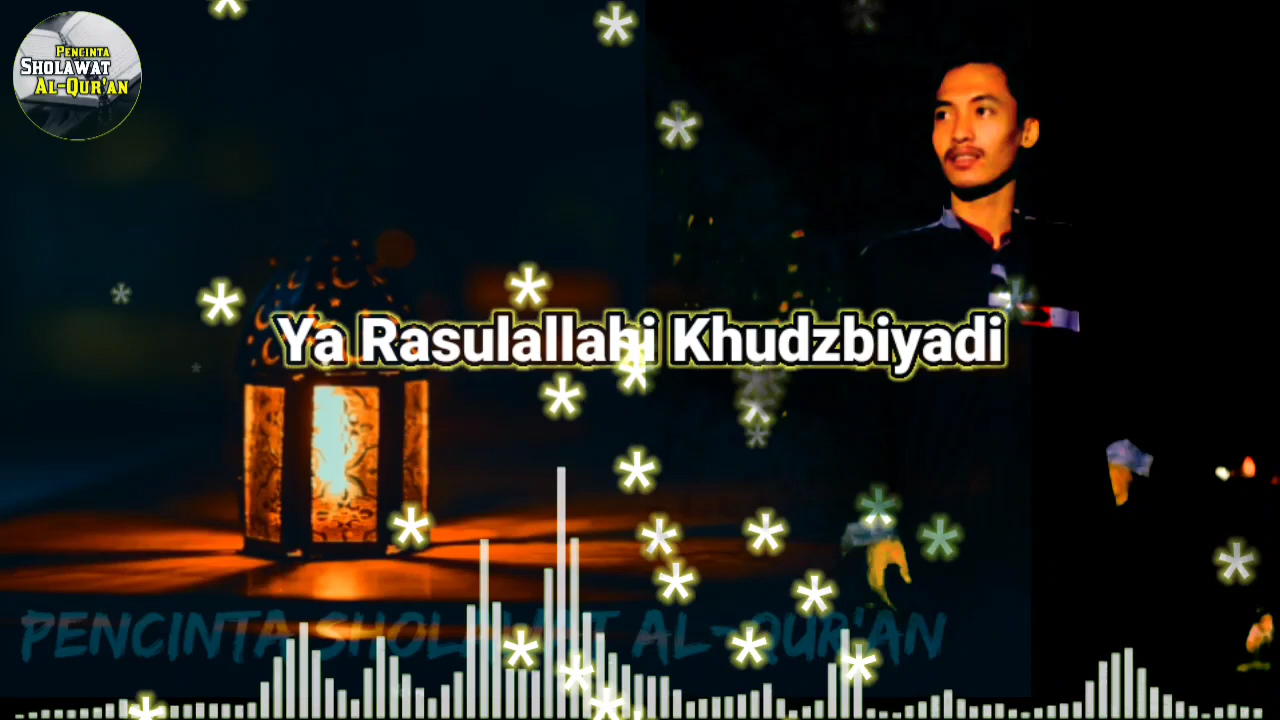 PENCINTA
SHOLAWAT
AL-QUR'AN
Ya Rasulallahi Khudzbiyadi
PENCINTA SHOLAWAT AL-QUR'AN